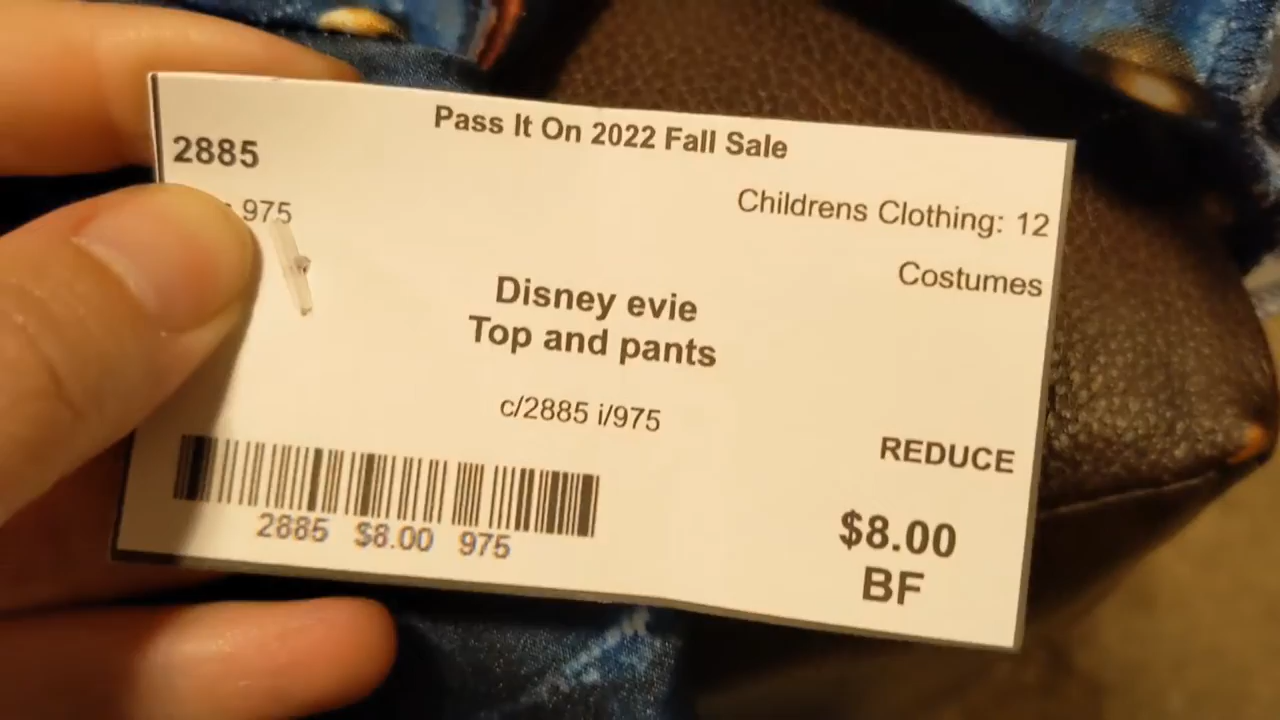 Pass It On 2022 Fall Sale
2885
975
Childrens Clothing: 12
Costumes
Disney evie
Top and pants
c/2885 i/975
REDUCE
$8.00
BF
2885 $8.00 975